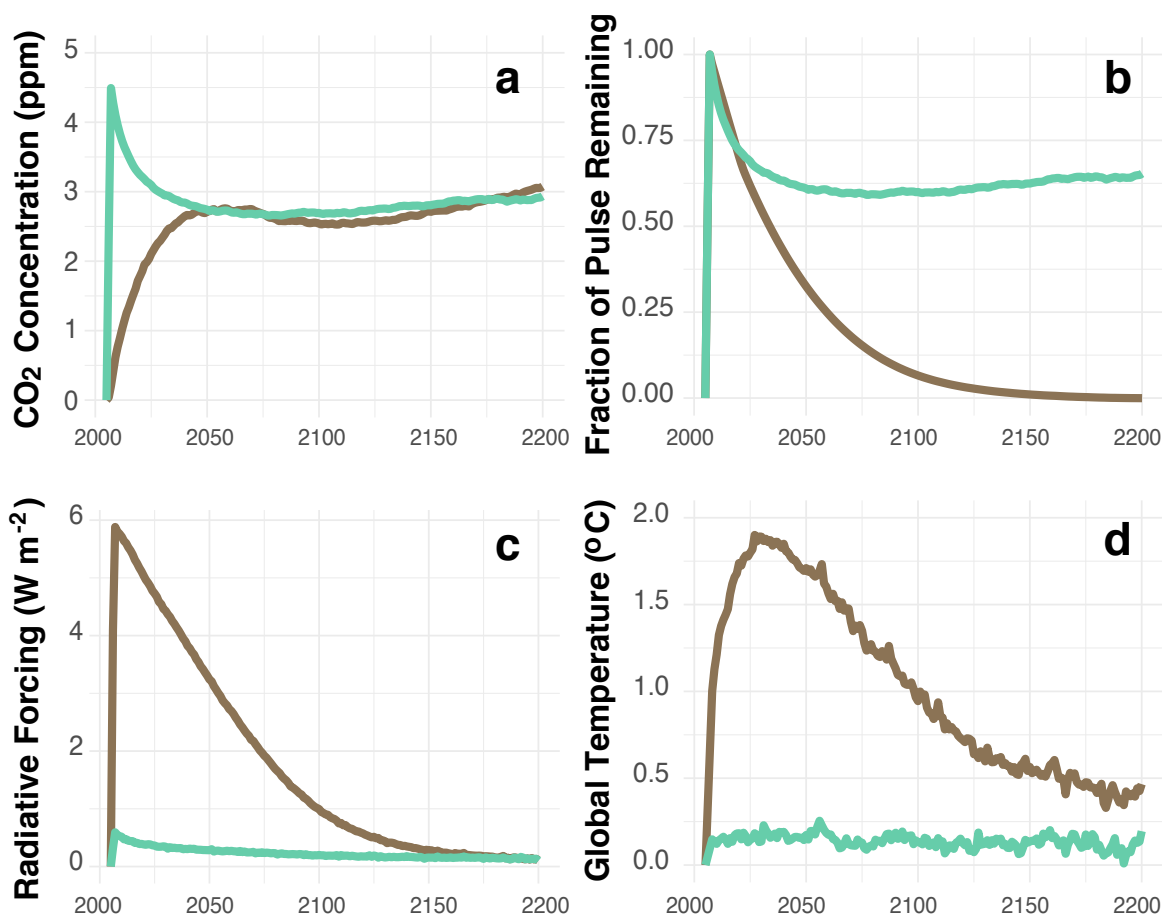 CO2 Concentration (ppm)
5
4
3
2
1
0
a
2000 2050 2100 2150 2200
Fraction of Pulse Remaining
1.00
0.75
0.50
0.25
0.00
b
2000 2050 2100 2150 2200
Radiative Forcing (W m-2)
6
4
2
0
c
2000 2050 2100 2150 2200
Global Temperature (ºC)
2.0
1.5
1.0
0.5
0.0
d
2000 2050 2100 2150 2200